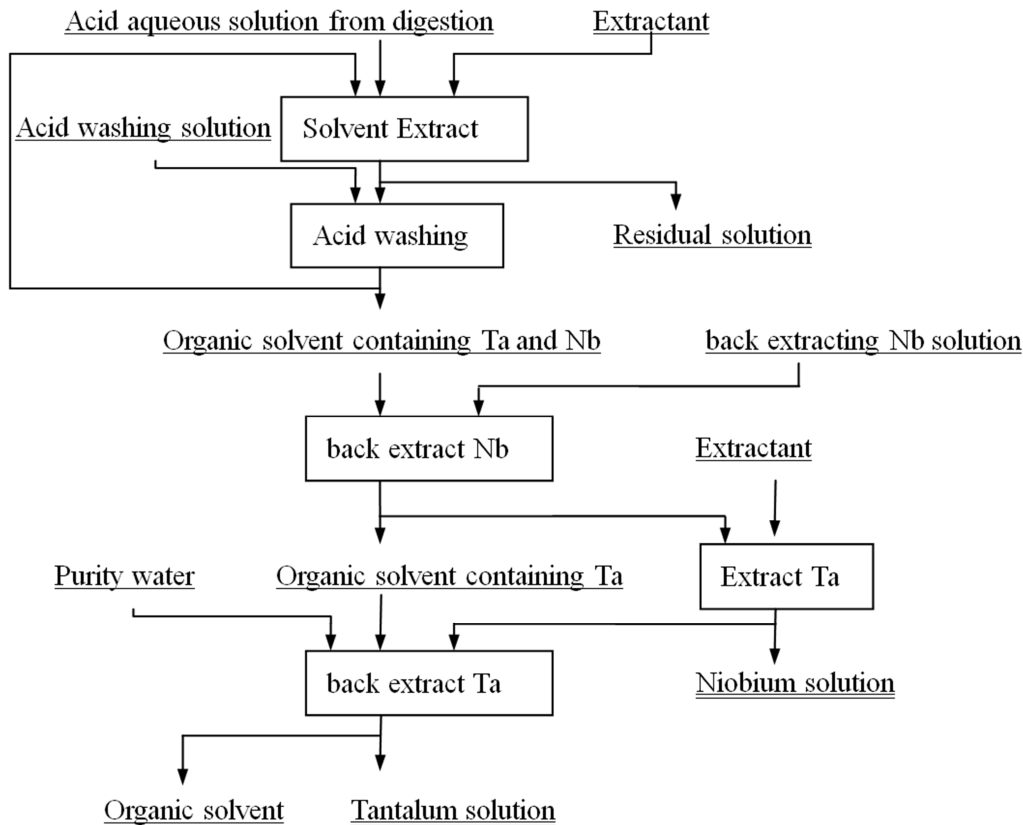 Acid aqueous solution from digestion
Extractant
Acid washing solution
Solvent Extract
Acid washing
Residual solution
Organic solvent containing Ta and Nb
back extracting Nb solution
back extract Nb
Extractant
Purity water
Organic solvent containing Ta
Extract Ta
back extract Ta
Niobium solution
Organic solvent
Tantalum solution